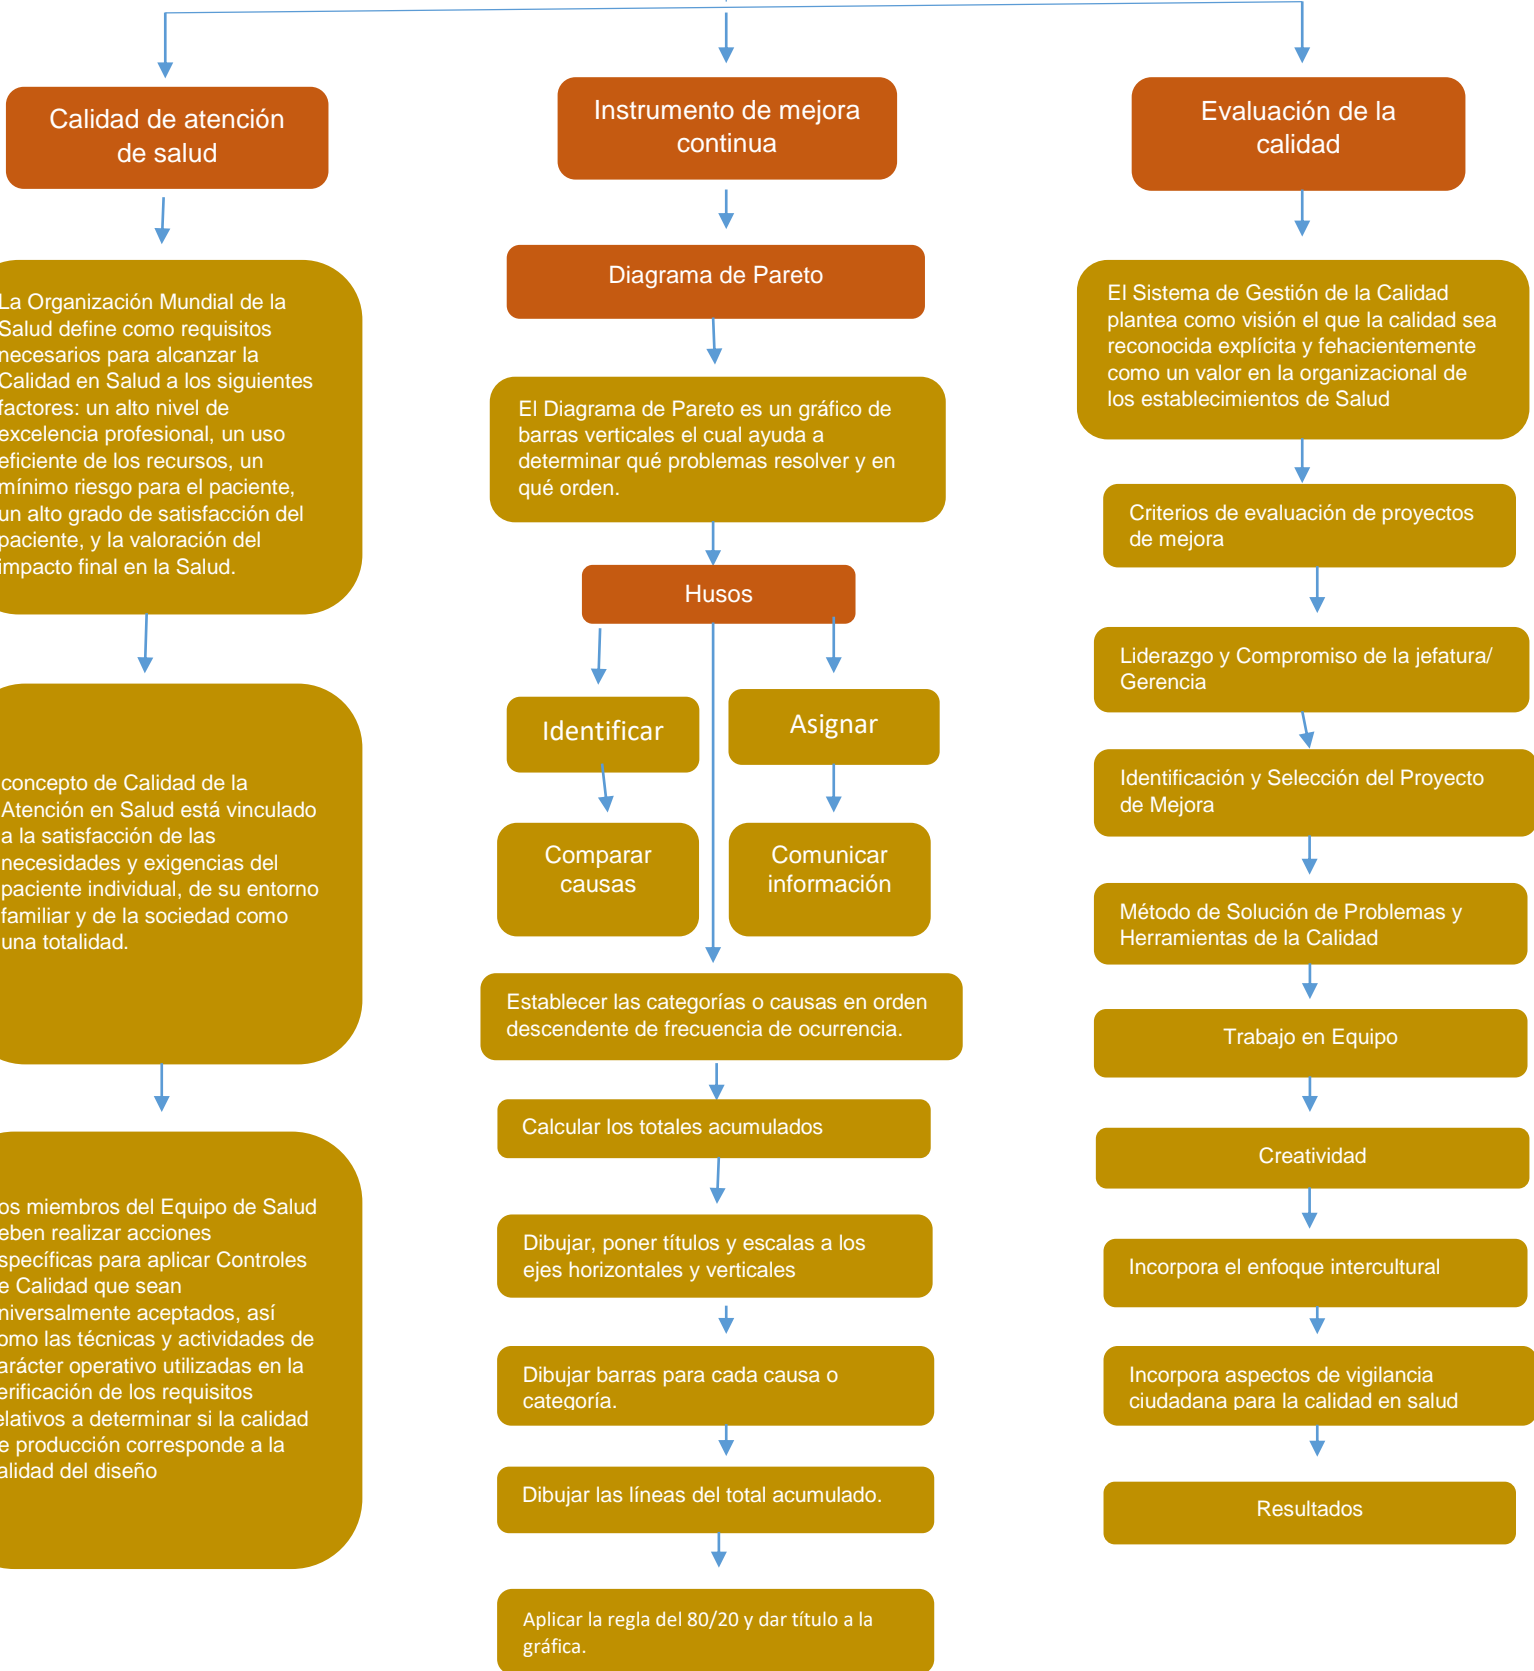 Calidad de atención
de salud
La Organización Mundial de la
Salud define como requisitos
necesarios para alcanzar la
Calidad en Salud a los siguientes
factores: un alto nivel de
excelencia profesional, un uso
eficiente de los recursos, un
mínimo riesgo para el paciente,
un alto grado de satisfacción del
paciente, y la valoración del
impacto final en la Salud.
concepto de Calidad de la
Atención en Salud está vinculado
a la satisfacción de las
necesidades y exigencias del
paciente individual, de su entorno
familiar y de la sociedad como
una totalidad.
os miembros del Equipo de Salud
eben realizar acciones
specíficas para aplicar Controles
e Calidad que sean
niversalmente aceptados, así
omo las técnicas y actividades de
arácter operativo utilizadas en la
erificación de los requisitos
elativos a determinar si la calidad
e producción corresponde a la
alidad del diseño
Instrumento de mejora
continua
Diagrama de Pareto
El Diagrama de Pareto es un gráfico de
barras verticales el cual ayuda a
determinar qué problemas resolver y en
qué orden.
Husos
Identificar
Asignar
Comparar
causas
Comunicar
información
Establecer las categorías o causas en orden
descendente de frecuencia de ocurrencia.
Calcular los totales acumulados
Dibujar, poner títulos y escalas a los
ejes horizontales y verticales
Dibujar barras para cada causa o
categoría.
Dibujar las líneas del total acumulado.
Aplicar la regla del 80/20 y dar título a la
gráfica.
Evaluación de la
calidad
El Sistema de Gestión de la Calidad
plantea como visión el que la calidad sea
reconocida explícita y fehacientemente
como un valor en la organizacional de
los establecimientos de Salud
Criterios de evaluación de proyectos
de mejora
Liderazgo y Compromiso de la jefatura/
Gerencia
Identificación y Selección del Proyecto
de Mejora
Método de Solución de Problemas y
Herramientas de la Calidad
Trabajo en Equipo
Creatividad
Incorpora el enfoque intercultural
Incorpora aspectos de vigilancia
ciudadana para la calidad en salud
Resultados